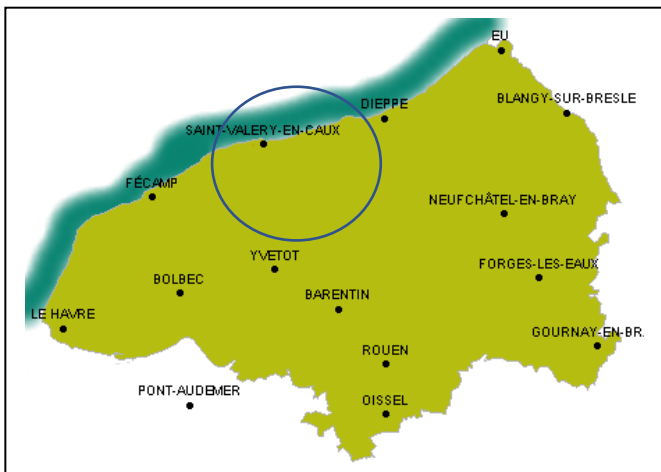 EU
BLANGY-SUR-BRESLE
DIEPPE
SAINT-VALERY-EN-CAUX
FÉCAMP
NEUFCHÂTEL-EN-BRAY
YVETOT
FORGES-LES-EAUX
BOLBEC
BARENTIN
LE HAVRE
GOURNAY-EN-BR.
ROUEN
PONT-AUDEMER
OISSEL